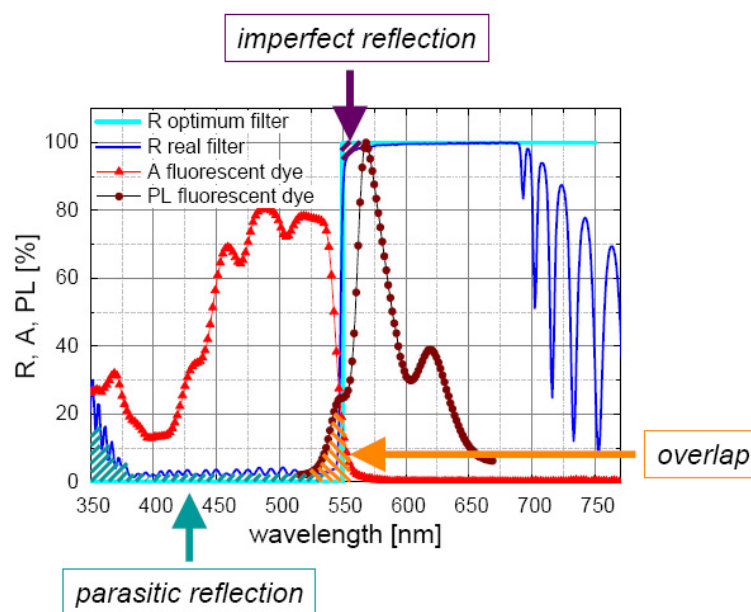 imperfect reflection
R optimum filter
R real filter
A fluorescent dye
PL fluorescent dye
100
80
60
40
20
0
R, A, PL [%]
350 400 450 500 550 600 650 700 750
wavelength [nm]
overlap
parasitic reflection